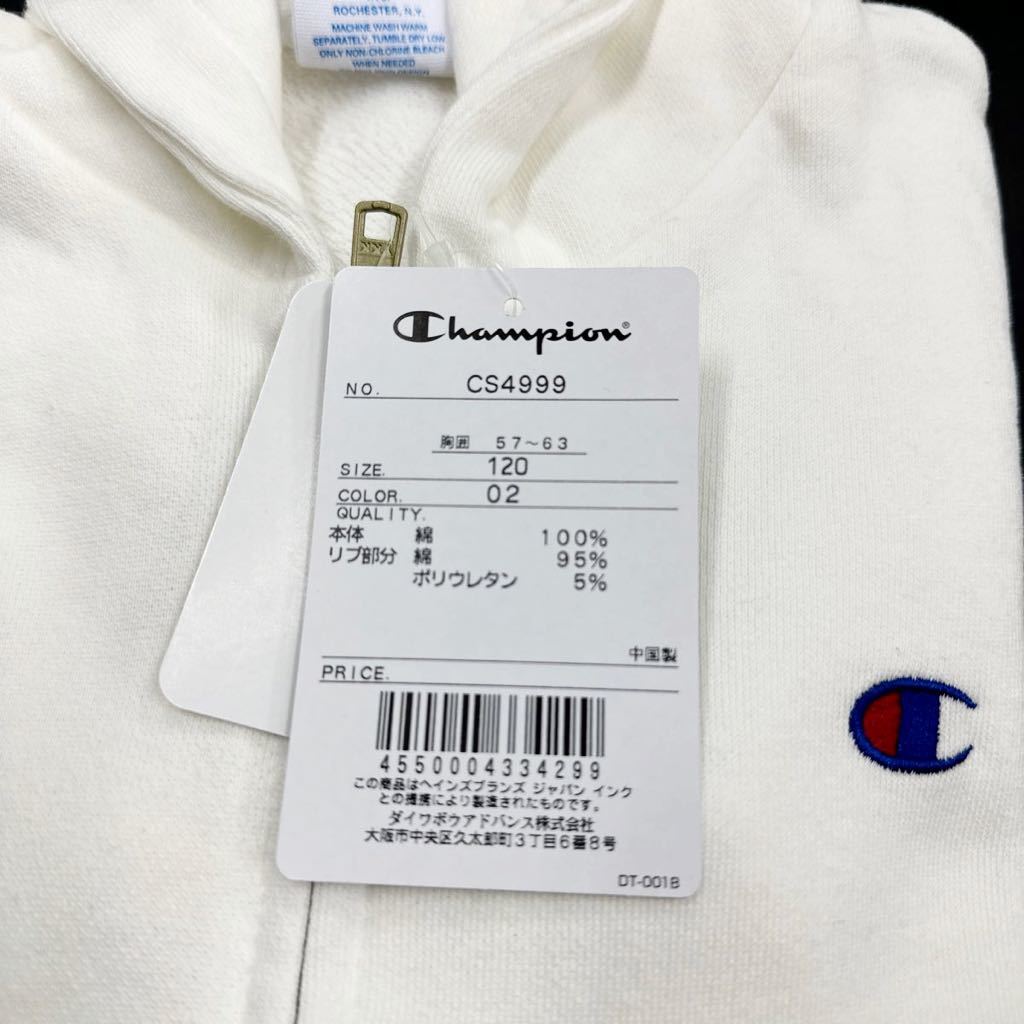 ROCHESTER, N.Y.
MACHINE WASH WARM
SEPARATELY, TUMBLE DRY LOW
ONLY NON-CHLORINE BLEACH
WHEN NEEDED
YKK
Champion®
NO. CS4999
胸囲 57～63
SIZE. 120
COLOR. 02
QUALITY.
本体 綿 100%
リブ部分 綿 95%
ポリウレタン 5%
中国製
PRICE.
4550004334299
この商品はヘインズブランズ ジャパン インク
との提携により製造されたものです。
ダイワボウアドバンス株式会社
大阪市中央区久太郎町3丁目6番8号
DT-001B